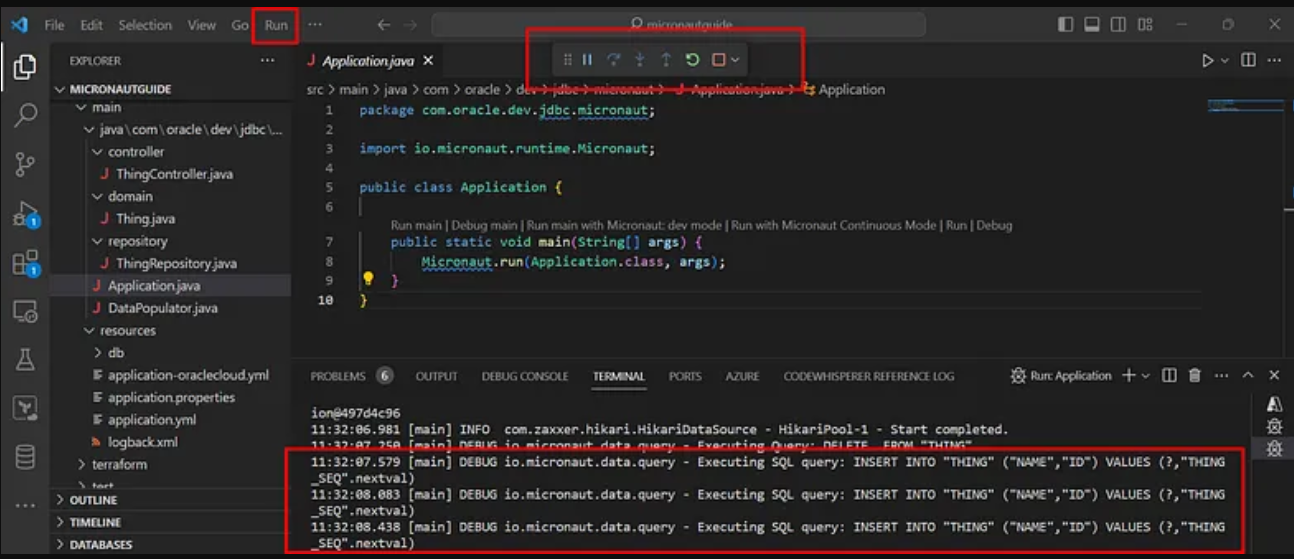 File Edit Selection View Go Run ... micronautguide
EXPLORER ...
MICRONAUTGUIDE
main
java\com\oracle\dev\jdbc\...
controller
J ThingController.java
domain
J Thing.java
repository
J ThingRepository.java
J Application.java
J DataPopulator.java
resources
db
application-oraclecloud.yml
application.properties
application.yml
logback.xml
terraform
test
OUTLINE
TIMELINE
DATABASES
1
1
J Application.java
src > main > java > com > oracle > dev > jdbc > micronaut > J Application.java > Application
1 package com.oracle.dev.jdbc.micronaut;
2
3 import io.micronaut.runtime.Micronaut;
4
5 public class Application {
6
Run main | Debug main | Run main with Micronaut: dev mode | Run with Micronaut Continuous Mode | Run | Debug
7 public static void main(String[] args) {
8 Micronaut.run(Application.class, args);
9 }
10 }
PROBLEMS 6 OUTPUT DEBUG CONSOLE TERMINAL PORTS AZURE CODEWHISPERER REFERENCE LOG Run: Application
ion@497d4c96
11:32:06.981 [main] INFO com.zaxxer.hikari.HikariDataSource - HikariPool-1 - Start completed.
11:32:07.250 [main] DEBUG io.micronaut.data.query - Executing Query: DELETE FROM "THING"
11:32:07.579 [main] DEBUG io.micronaut.data.query - Executing SQL query: INSERT INTO "THING" ("NAME","ID") VALUES (?,"THING
_SEQ".nextval)
11:32:08.083 [main] DEBUG io.micronaut.data.query - Executing SQL query: INSERT INTO "THING" ("NAME","ID") VALUES (?,"THING
_SEQ".nextval)
11:32:08.438 [main] DEBUG io.micronaut.data.query - Executing SQL query: INSERT INTO "THING" ("NAME","ID") VALUES (?,"THING
_SEQ".nextval)